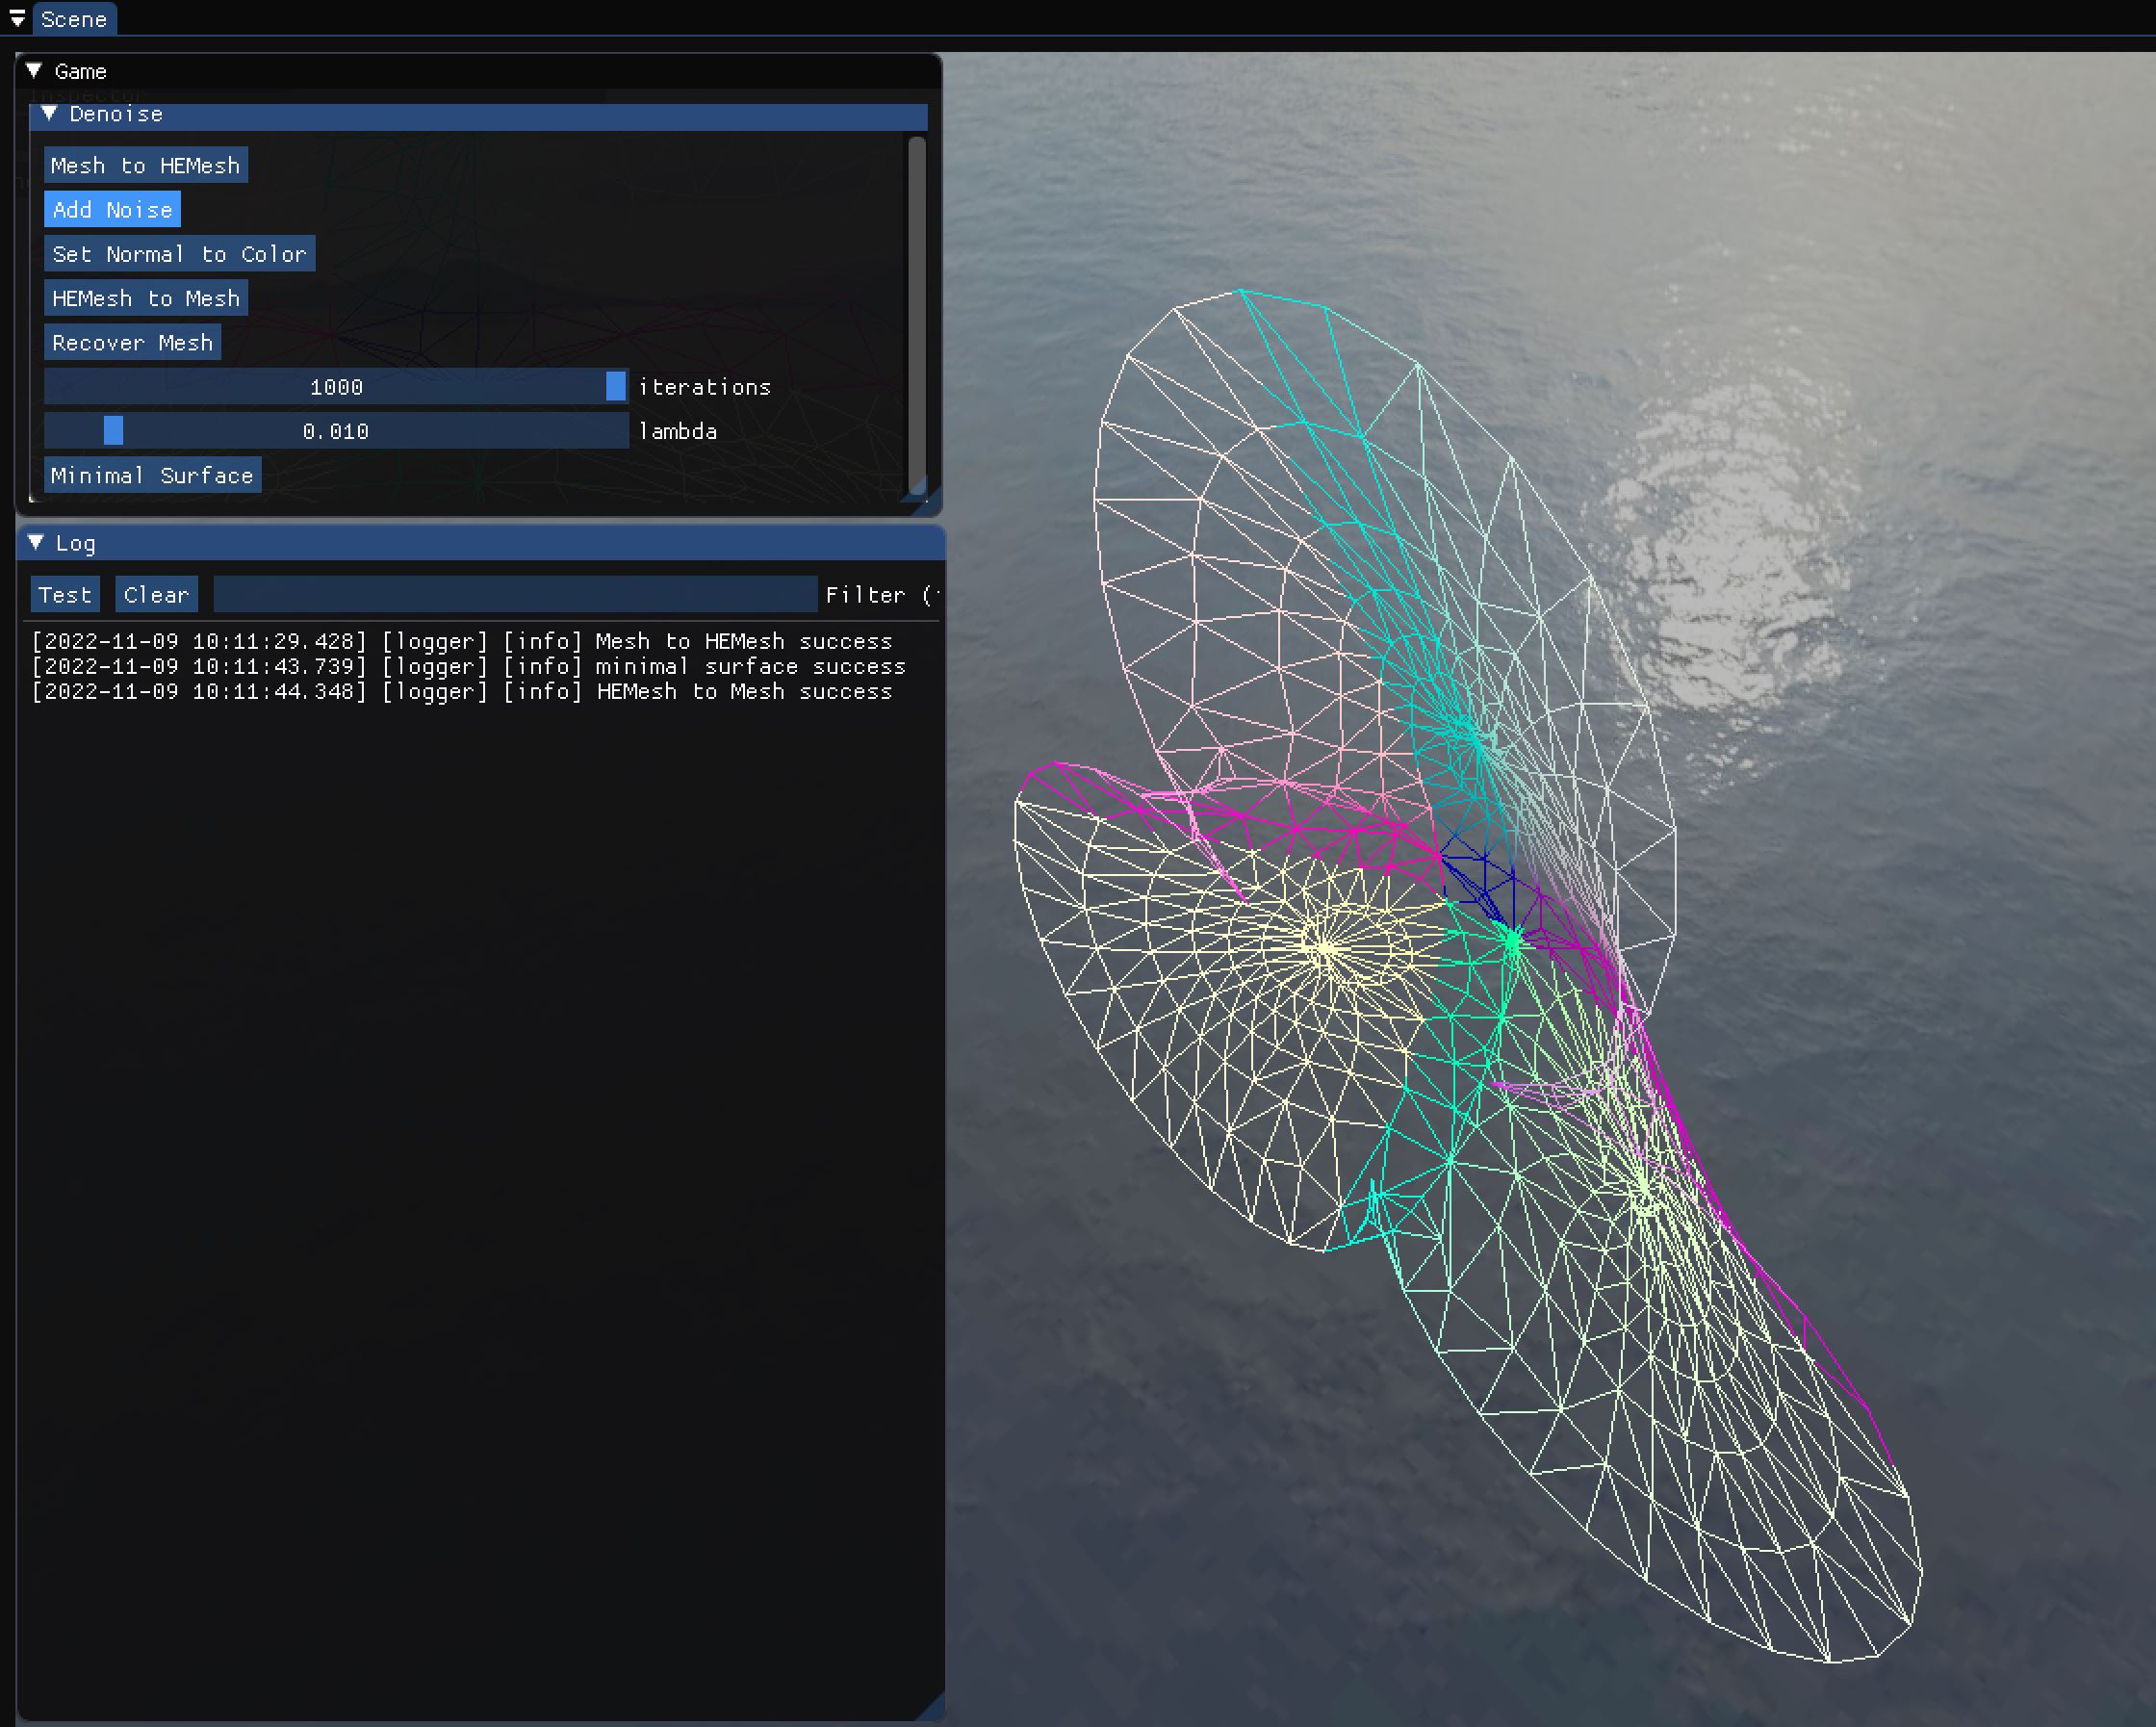 Scene
Game
Inspector
Denoise
Mesh to HEMesh
Add Noise
Set Normal to Color
HEMesh to Mesh
Recover Mesh
1000 iterations
0.010 lambda
Minimal Surface
Log
Test Clear Filter (
[2022-11-09 10:11:29.428] [logger] [info] Mesh to HEMesh success
[2022-11-09 10:11:43.739] [logger] [info] minimal surface success
[2022-11-09 10:11:44.348] [logger] [info] HEMesh to Mesh success